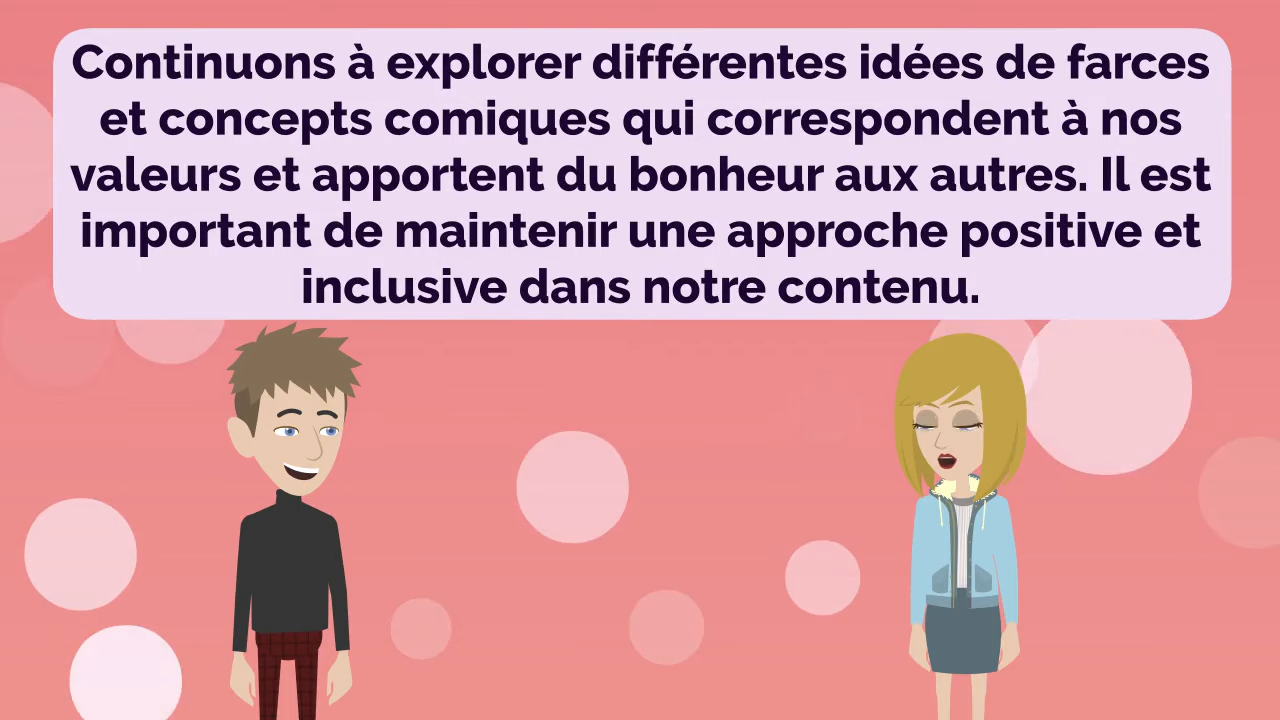 Continuons à explorer différentes idées de farces
et concepts comiques qui correspondent à nos
valeurs et apportent du bonheur aux autres. Il est
important de maintenir une approche positive et
inclusive dans notre contenu.